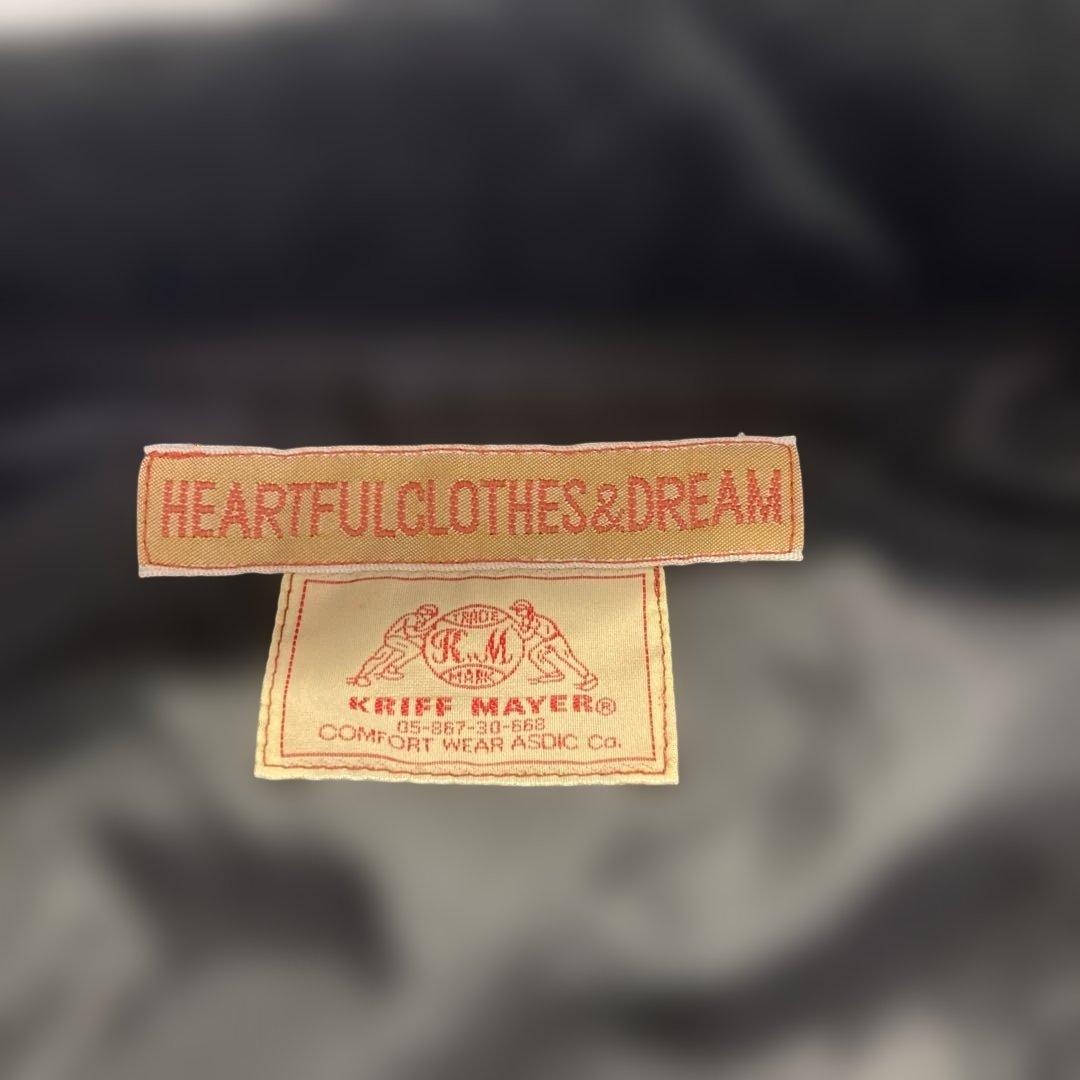 HEARTFULCLOTHES&DREAM
TRADE
K M
MARK
KRIFF MAYER®
05-867-30-668
COMFORT WEAR ASDIC Co.